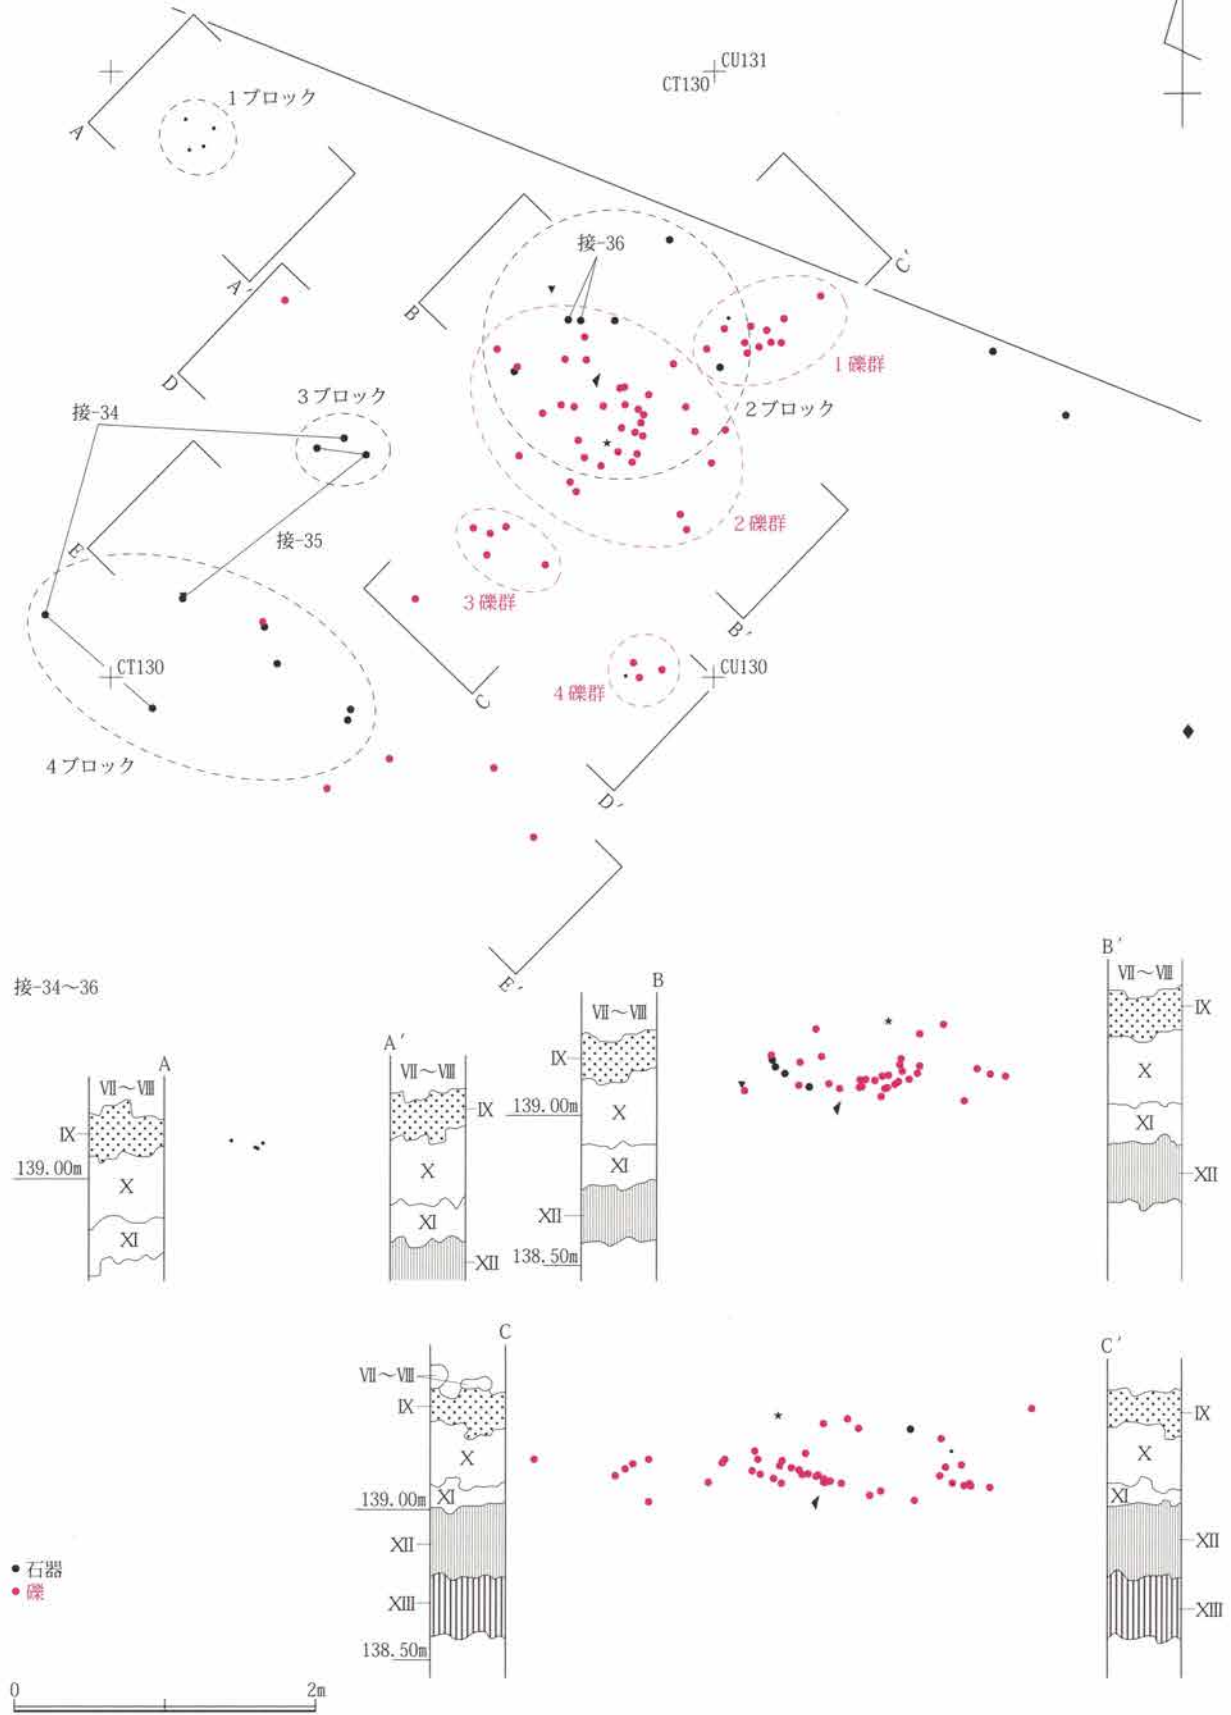 CU131
CT130
1ブロック
A
C′
接-36
A′
B
1礫群
D
3ブロック
接-34
2ブロック
2礫群
接-35
E
3礫群
B′
CT130
CU130
4礫群
C
4ブロック
D′
E′
接-34～36
B′
B
Ⅶ～Ⅷ
Ⅸ
A′
A
Ⅶ～Ⅷ
Ⅶ～Ⅷ
Ⅸ
Ⅹ
Ⅶ～Ⅷ
Ⅸ
139.00m
Ⅹ
Ⅺ
Ⅸ
139.00m
Ⅹ
Ⅹ
Ⅺ
Ⅻ
Ⅺ
Ⅺ
Ⅻ
138.50m
Ⅻ
C
C′
Ⅶ～Ⅷ
Ⅸ
Ⅸ
Ⅹ
Ⅹ
139.00m
Ⅺ
Ⅺ
Ⅻ
Ⅻ
石器
礫
XIII
XIII
138.50m
0
2m